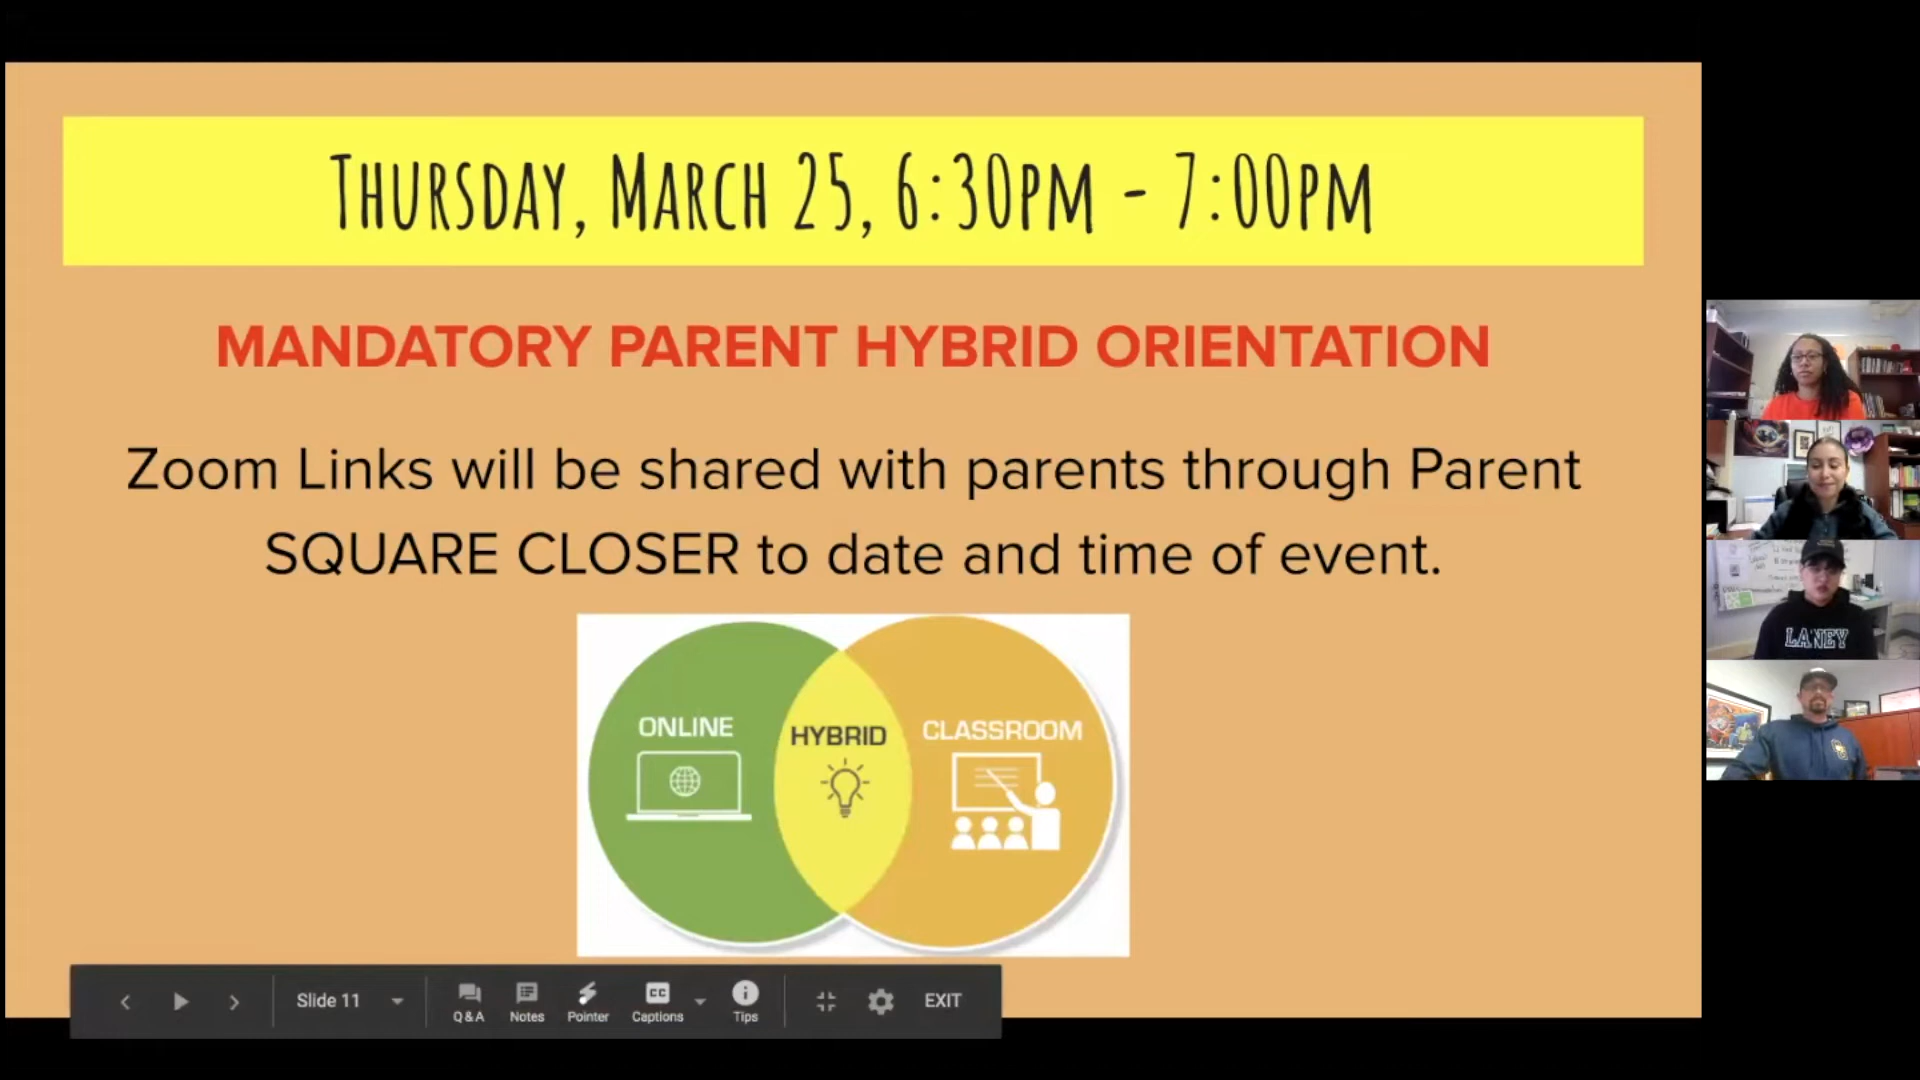 THURSDAY, MARCH 25, 6:30PM - 7:00PM
MANDATORY PARENT HYBRID ORIENTATION
Zoom Links will be shared with parents through Parent
SQUARE CLOSER to date and time of event.
ONLINE
HYBRID
CLASSROOM
LANEY
Slide 11
Q&A
Notes
Pointer
CC
Captions
Tips
EXIT